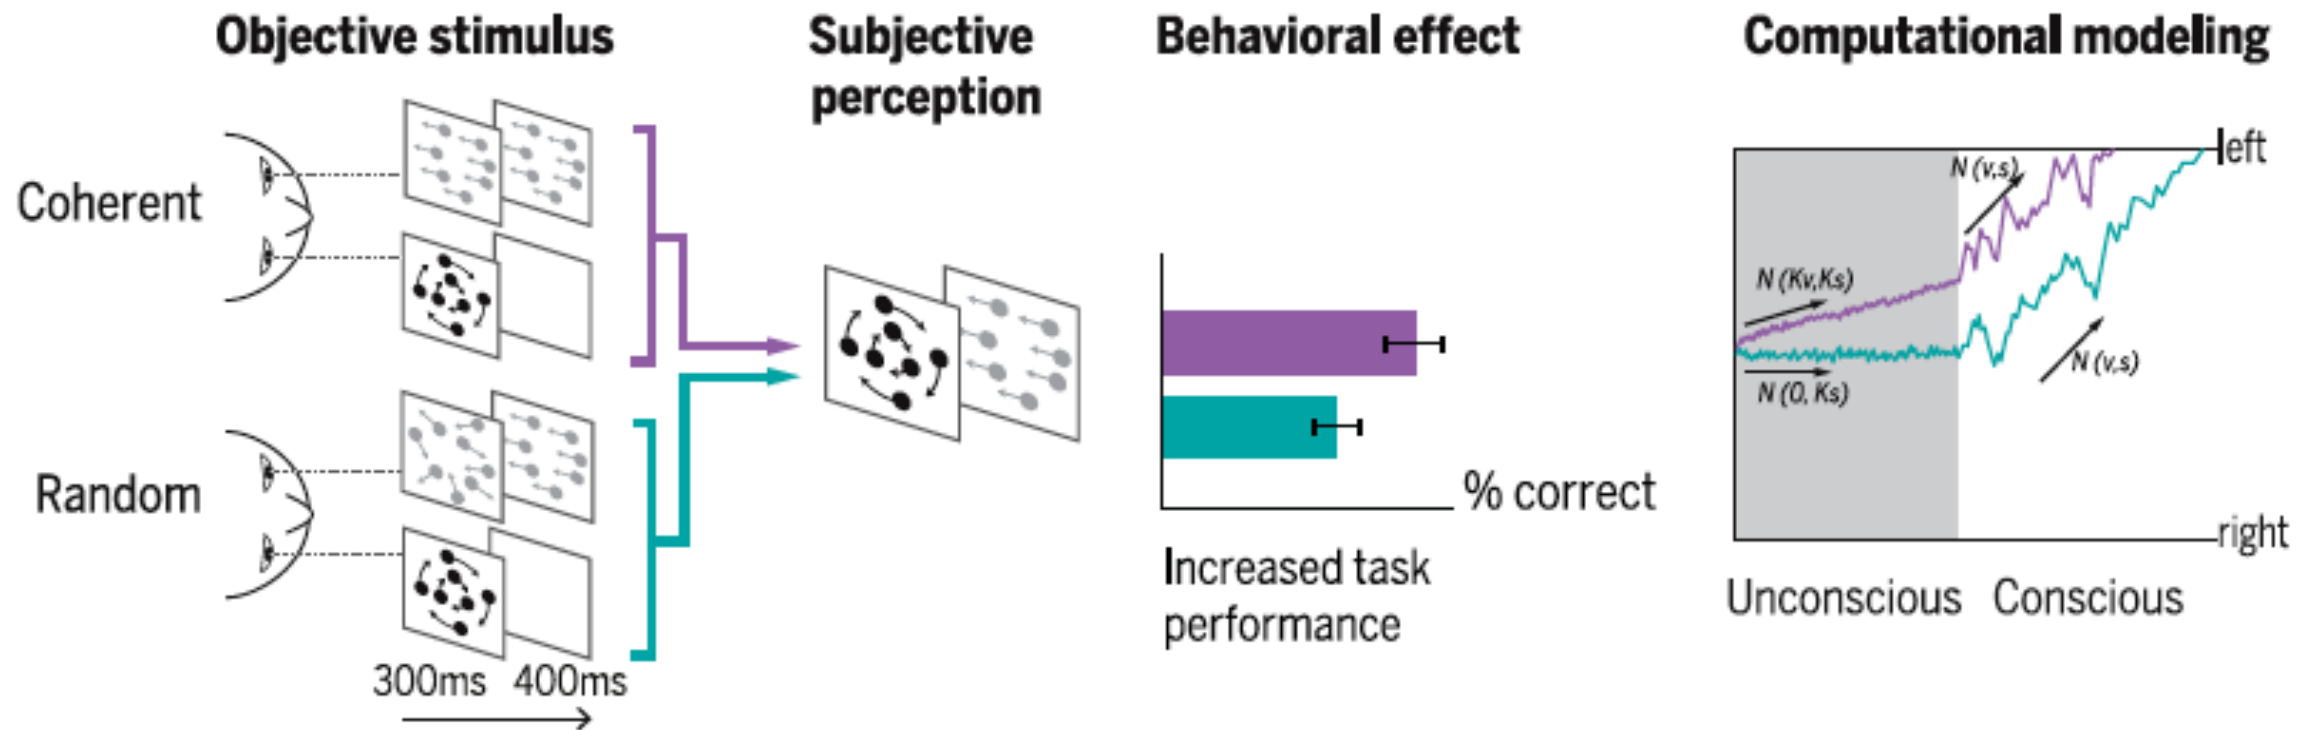 Objective stimulus
Subjective
perception
Behavioral effect
Computational modeling
Coherent
Random
300ms 400ms
% correct
Increased task
performance
left
N (v,s)
N (Kv,Ks)
N (0, Ks)
N (v,s)
right
Unconscious Conscious